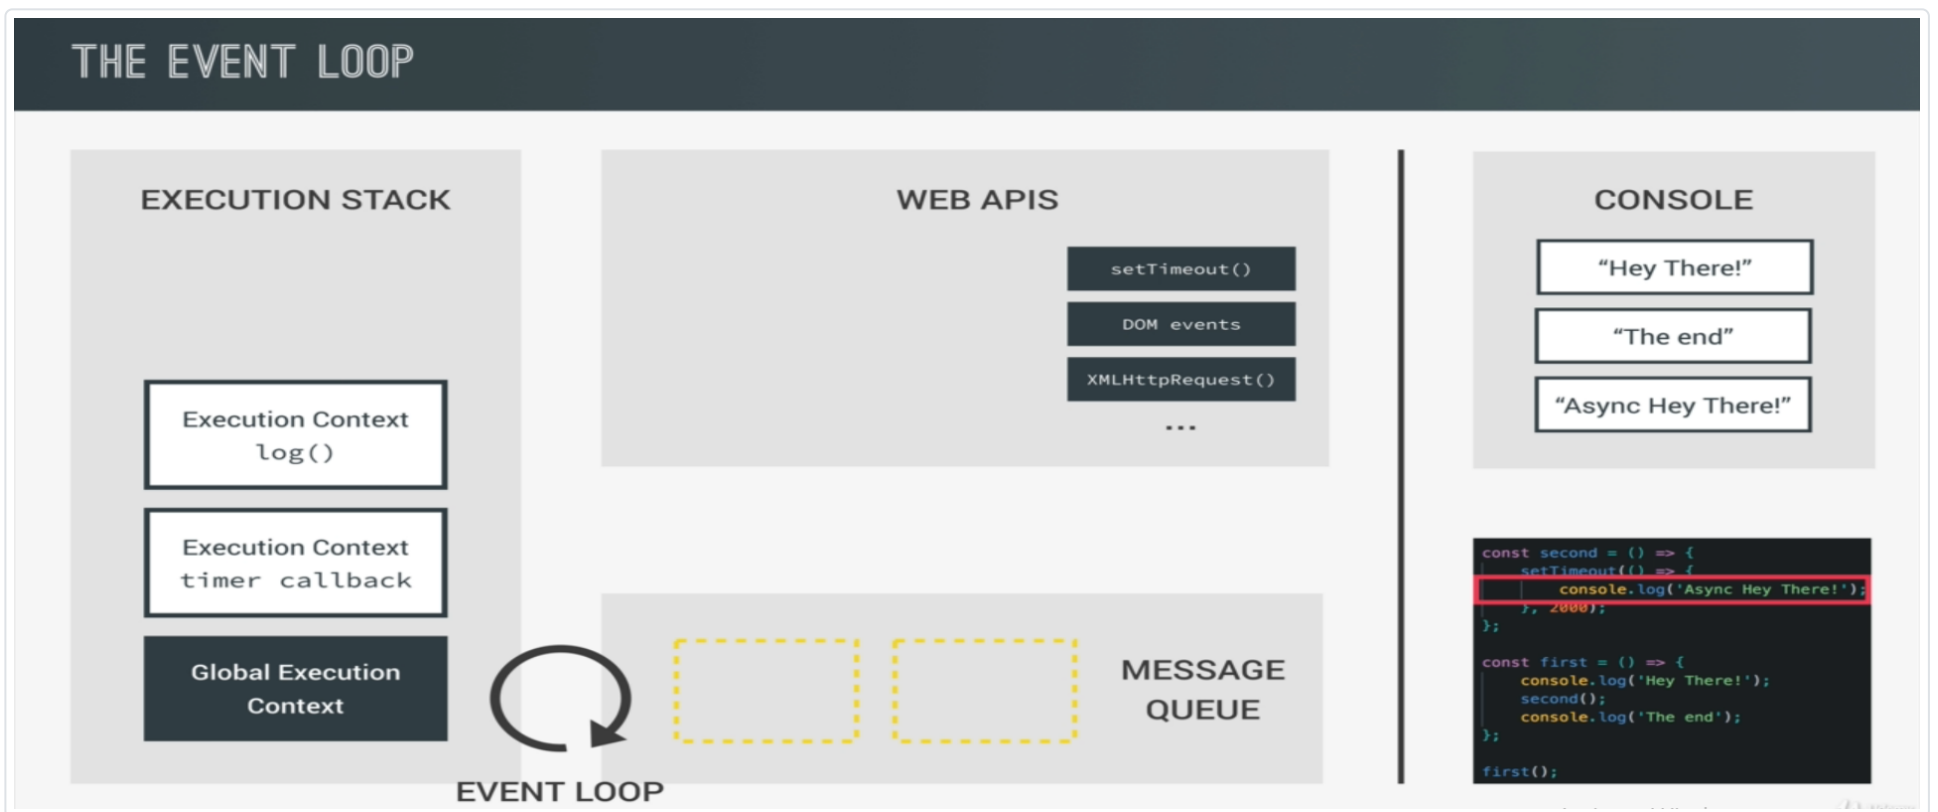 THE EVENT LOOP
EXECUTION STACK
Execution Context
log()
Execution Context
timer callback
Global Execution
Context
EVENT LOOP
WEB APIS
setTimeout()
DOM events
XMLHttpRequest()
...
MESSAGE
QUEUE
CONSOLE
“Hey There!”
“The end”
“Async Hey There!”
const second = () => {
setTimeout(() => {
console.log('Async Hey There!');
}, 2000);
};
const first = () => {
console.log('Hey There!');
second();
console.log('The end');
};
first();